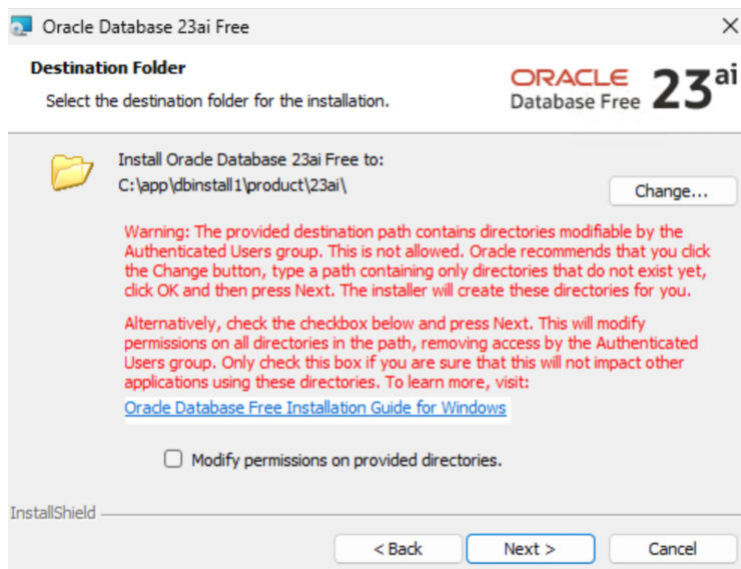 Oracle Database 23ai Free
Destination Folder
Select the destination folder for the installation.
ORACLE
Database Free 23ai
Install Oracle Database 23ai Free to:
C:\app\dbinstall1\product\23ai\
Change...
Warning: The provided destination path contains directories modifiable by the
Authenticated Users group. This is not allowed. Oracle recommends that you click
the Change button, type a path containing only directories that do not exist yet,
click OK and then press Next. The installer will create these directories for you.
Alternatively, check the checkbox below and press Next. This will modify
permissions on all directories in the path, removing access by the Authenticated
Users group. Only check this box if you are sure that this will not impact other
applications using these directories. To learn more, visit:
Oracle Database Free Installation Guide for Windows
Modify permissions on provided directories.
InstallShield
< Back
Next >
Cancel